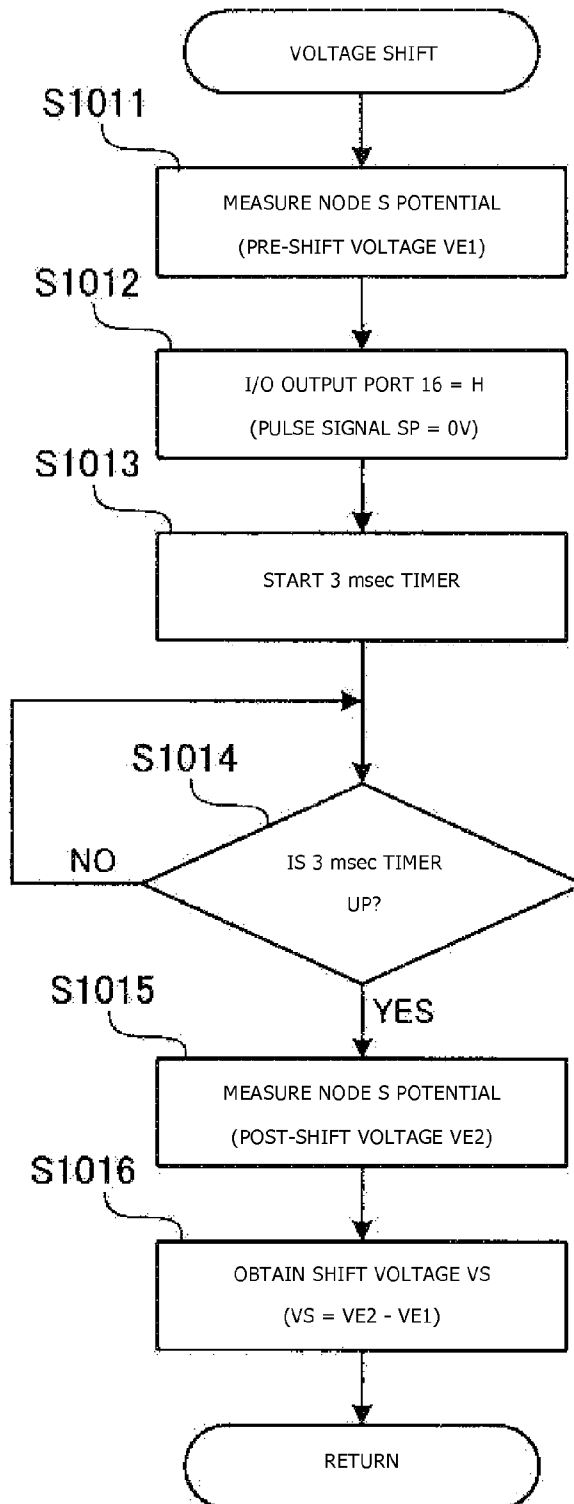 VOLTAGE SHIFT
S1011
MEASURE NODE S POTENTIAL
(PRE-SHIFT VOLTAGE VE1)
S1012
I/O OUTPUT PORT 16 = H
(PULSE SIGNAL SP = 0V)
S1013
START 3 msec TIMER
S1014
IS 3 msec TIMER
UP?
NO
YES
S1015
MEASURE NODE S POTENTIAL
(POST-SHIFT VOLTAGE VE2)
S1016
OBTAIN SHIFT VOLTAGE VS
(VS = VE2 - VE1)
RETURN